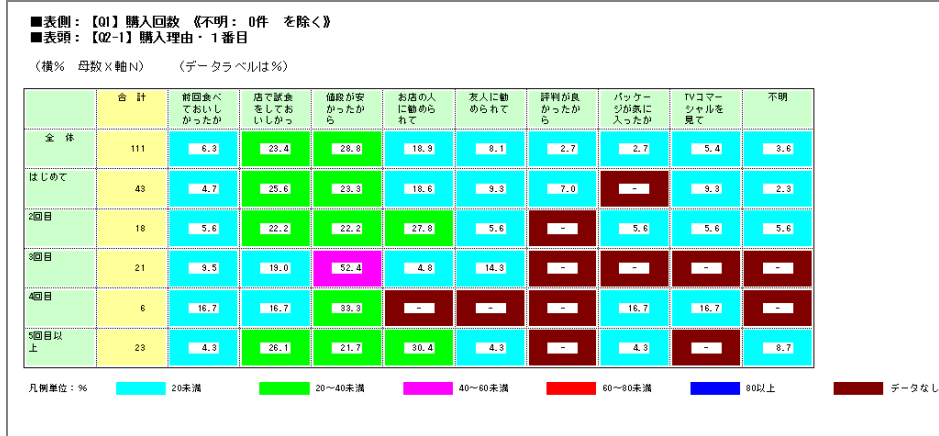 ■表側：【Q1】購入回数 《不明： 0件 を除く》
■表頭：【Q2-1】購入理由・１番目
（横% 母数×軸N） （データラベルは%）
合 計 前回食べ 店で試食 値段が安 お店の人 友人に勧 評判が良 パッケー TVコマー 不明
ておいし をしてお かったか に勧めら められて かったか ジが気に シャルを
かったか いしかっ ら れて ら 入ったか 見て
全 体 111 6.3 23.4 28.8 18.9 8.1 2.7 2.7 5.4 3.6
はじめて 43 4.7 25.6 23.3 18.6 9.3 7.0 - 9.3 2.3
2回目 18 5.6 22.2 22.2 27.8 5.6 - 5.6 5.6 5.6
3回目 21 9.5 19.0 52.4 4.8 14.3 - - - -
4回目 6 16.7 16.7 33.3 - - - 16.7 16.7 -
5回目以
上 23 4.3 26.1 21.7 30.4 4.3 - 4.3 - 8.7
凡例単位：% 20未満 20～40未満 40～60未満 60～80未満 80以上 データなし